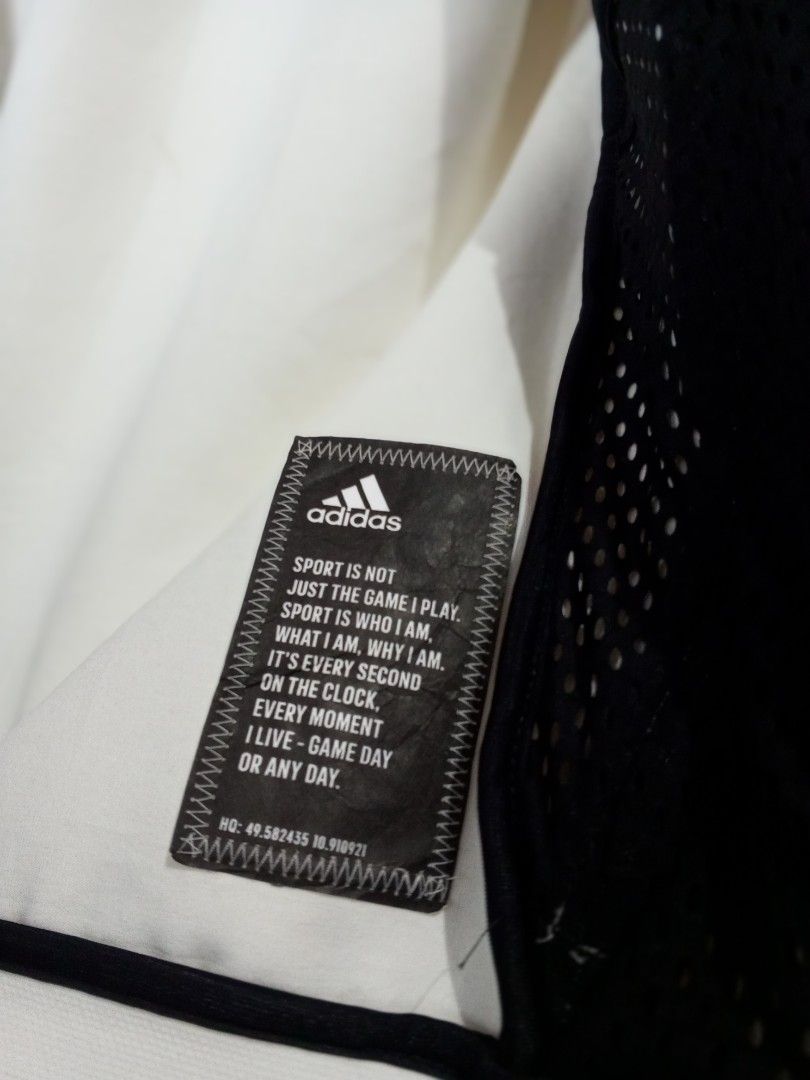 adidas
SPORT IS NOT
JUST THE GAME I PLAY.
SPORT IS WHO I AM,
WHAT I AM, WHY I AM.
IT'S EVERY SECOND
ON THE CLOCK,
EVERY MOMENT
I LIVE - GAME DAY
OR ANY DAY.
HQ: 49.582435 10.910921